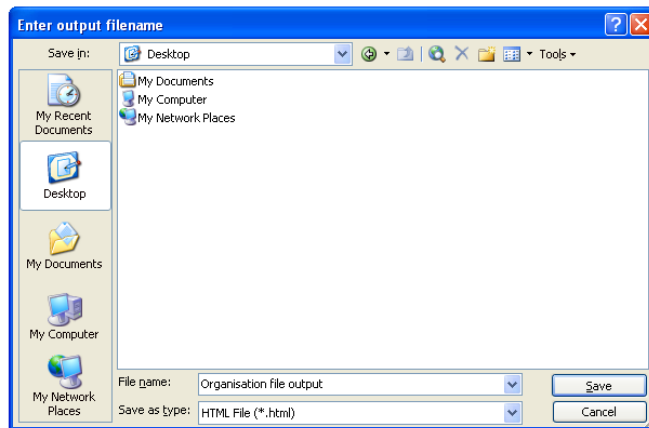 Enter output filename
Save in:
Desktop
Tools
My Recent
Documents
Desktop
My Documents
My Computer
My Network
Places
My Documents
My Computer
My Network Places
File name:
Organisation file output
Save
Save as type:
HTML File (*.html)
Cancel